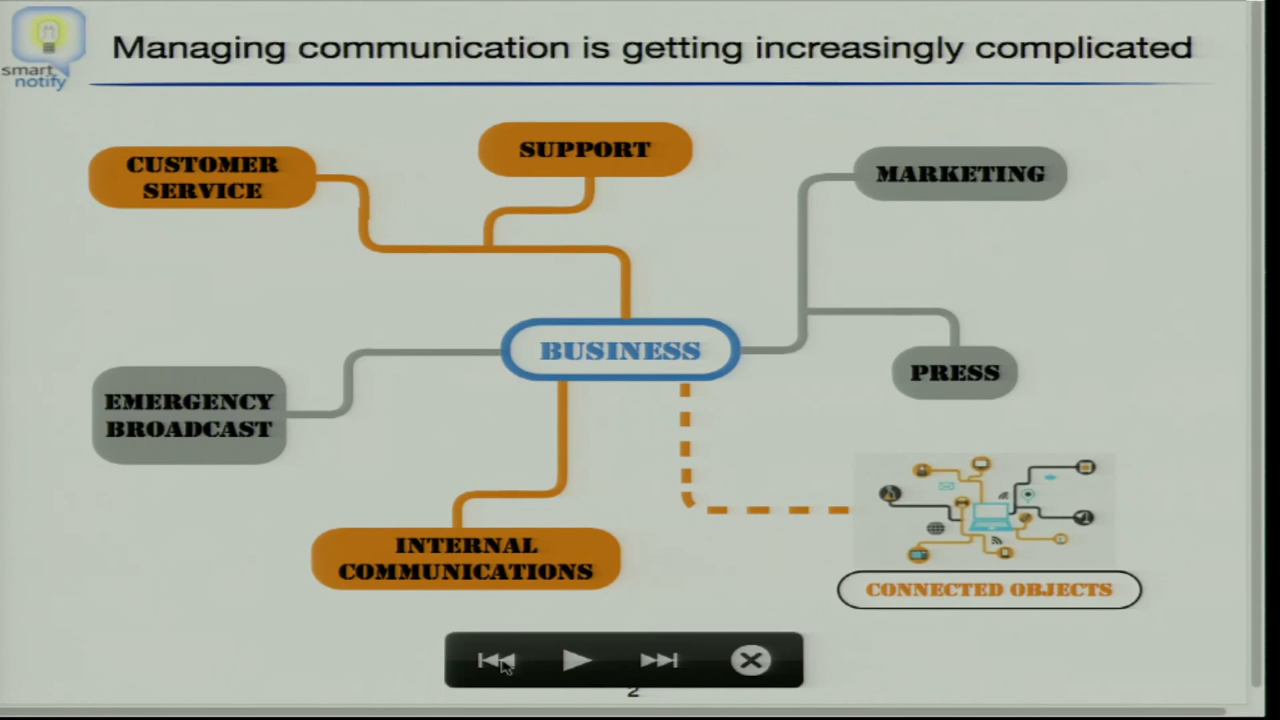 smart
notify
Managing communication is getting increasingly complicated
CUSTOMER
SERVICE
SUPPORT
MARKETING
BUSINESS
EMERGENCY
BROADCAST
PRESS
INTERNAL
COMMUNICATIONS
CONNECTED OBJECTS
2